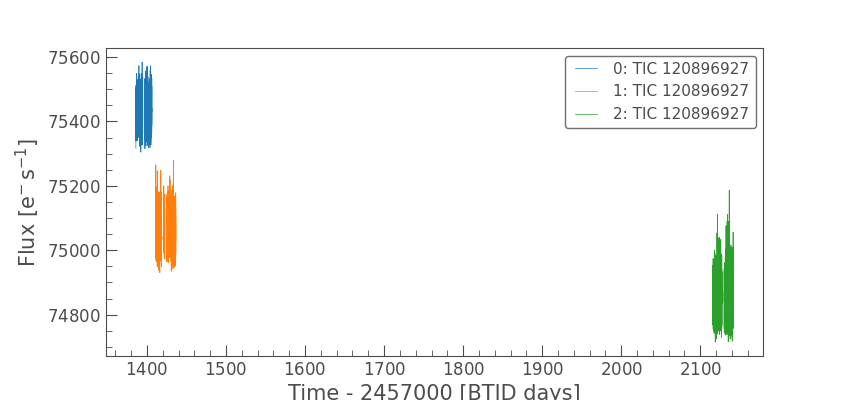 75600
75400
75200
75000
74800
Flux [e⁻ s⁻¹]
0: TIC 120896927
1: TIC 120896927
2: TIC 120896927
1400 1500 1600 1700 1800 1900 2000 2100
Time - 2457000 [BTJD days]